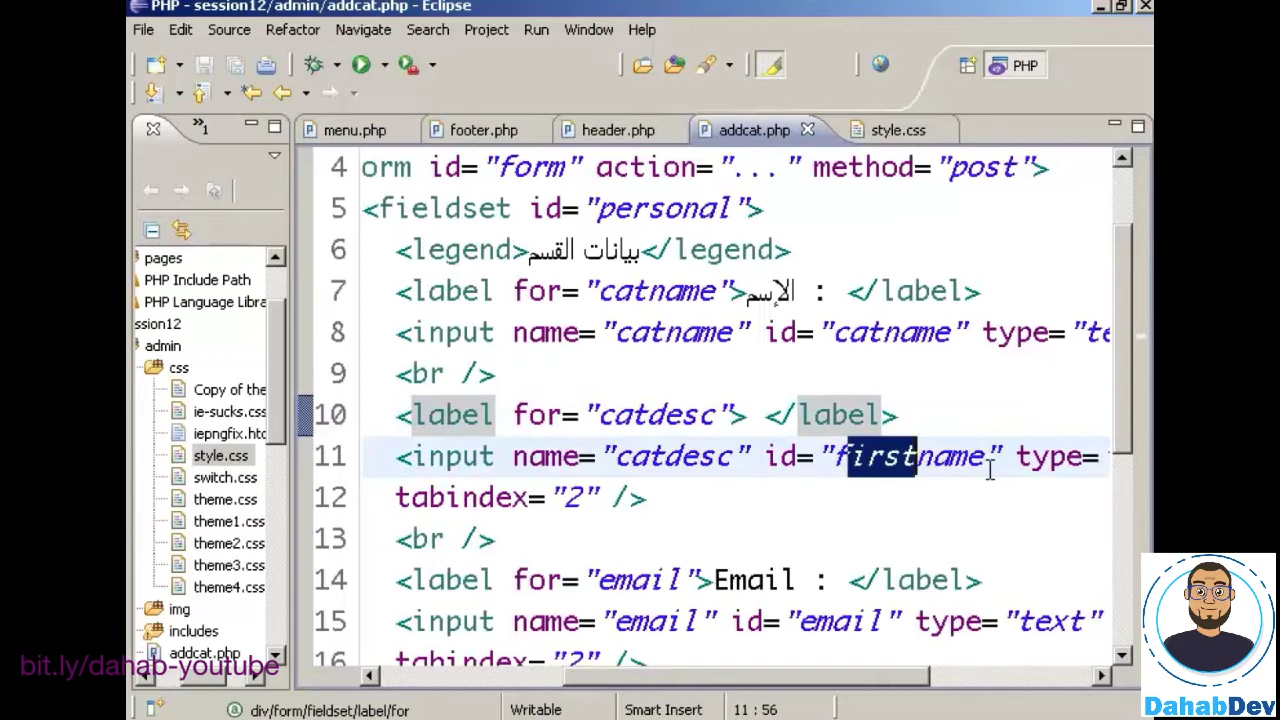 PHP - session12/admin/addcat.php - Eclipse
File Edit Source Refactor Navigate Search Project Run Window Help
PHP
1
menu.php footer.php header.php addcat.php style.css
pages
PHP Include Path
PHP Language Libra
ssion12
admin
css
Copy of the
ie-sucks.css
iepngfix.htc
style.css
switch.css
theme.css
theme1.css
theme2.css
theme3.css
theme4.css
img
includes
addcat.php
4 orm id="form" action="..." method="post">
5 <fieldset id="personal">
6 <legend>بيانات القسم</legend>
7 <label for="catname">الإسم : </label>
8 <input name="catname" id="catname" type="te
9 <br />
10 <label for="catdesc"> </label>
11 <input name="catdesc" id="firstname" type=
12 tabindex="2" />
13 <br />
14 <label for="email">Email : </label>
15 <input name="email" id="email" type="text"
16 tabindex="2" />
div/form/fieldset/label/for Writable Smart Insert 11 : 56
bit.ly/dahab-youtube
DahabDev